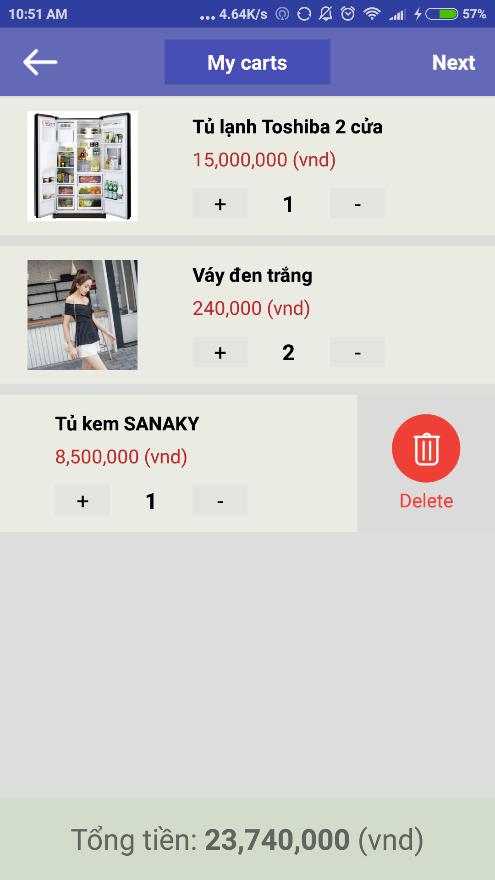 10:51 AM
... 4.64K/s
57%
My carts
Next
Tủ lạnh Toshiba 2 cửa
15,000,000 (vnd)
+ 1 -
Váy đen trắng
240,000 (vnd)
+ 2 -
Tủ kem SANAKY
8,500,000 (vnd)
+ 1 -
Delete
Tổng tiền: 23,740,000 (vnd)